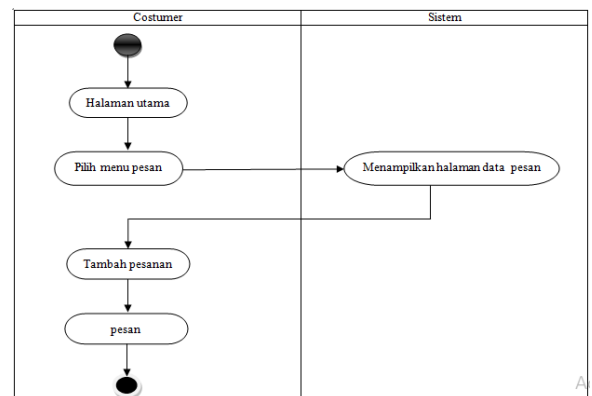 Costumer
Sistem
Halaman utama
Pilih menu pesan
Menampilkan halaman data pesan
Tambah pesanan
pesan